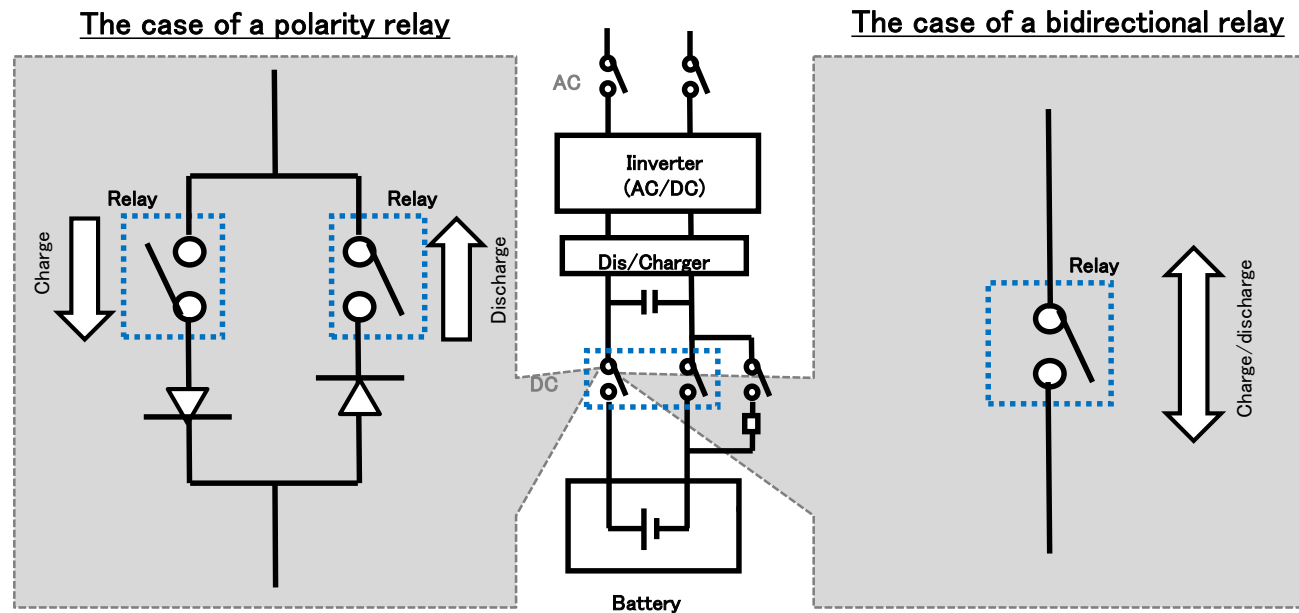 The case of a polarity relay
The case of a bidirectional relay
Relay
Relay
Charge
Discharge
AC
Iinverter
(AC/DC)
Dis/Charger
DC
Battery
Relay
Charge/discharge